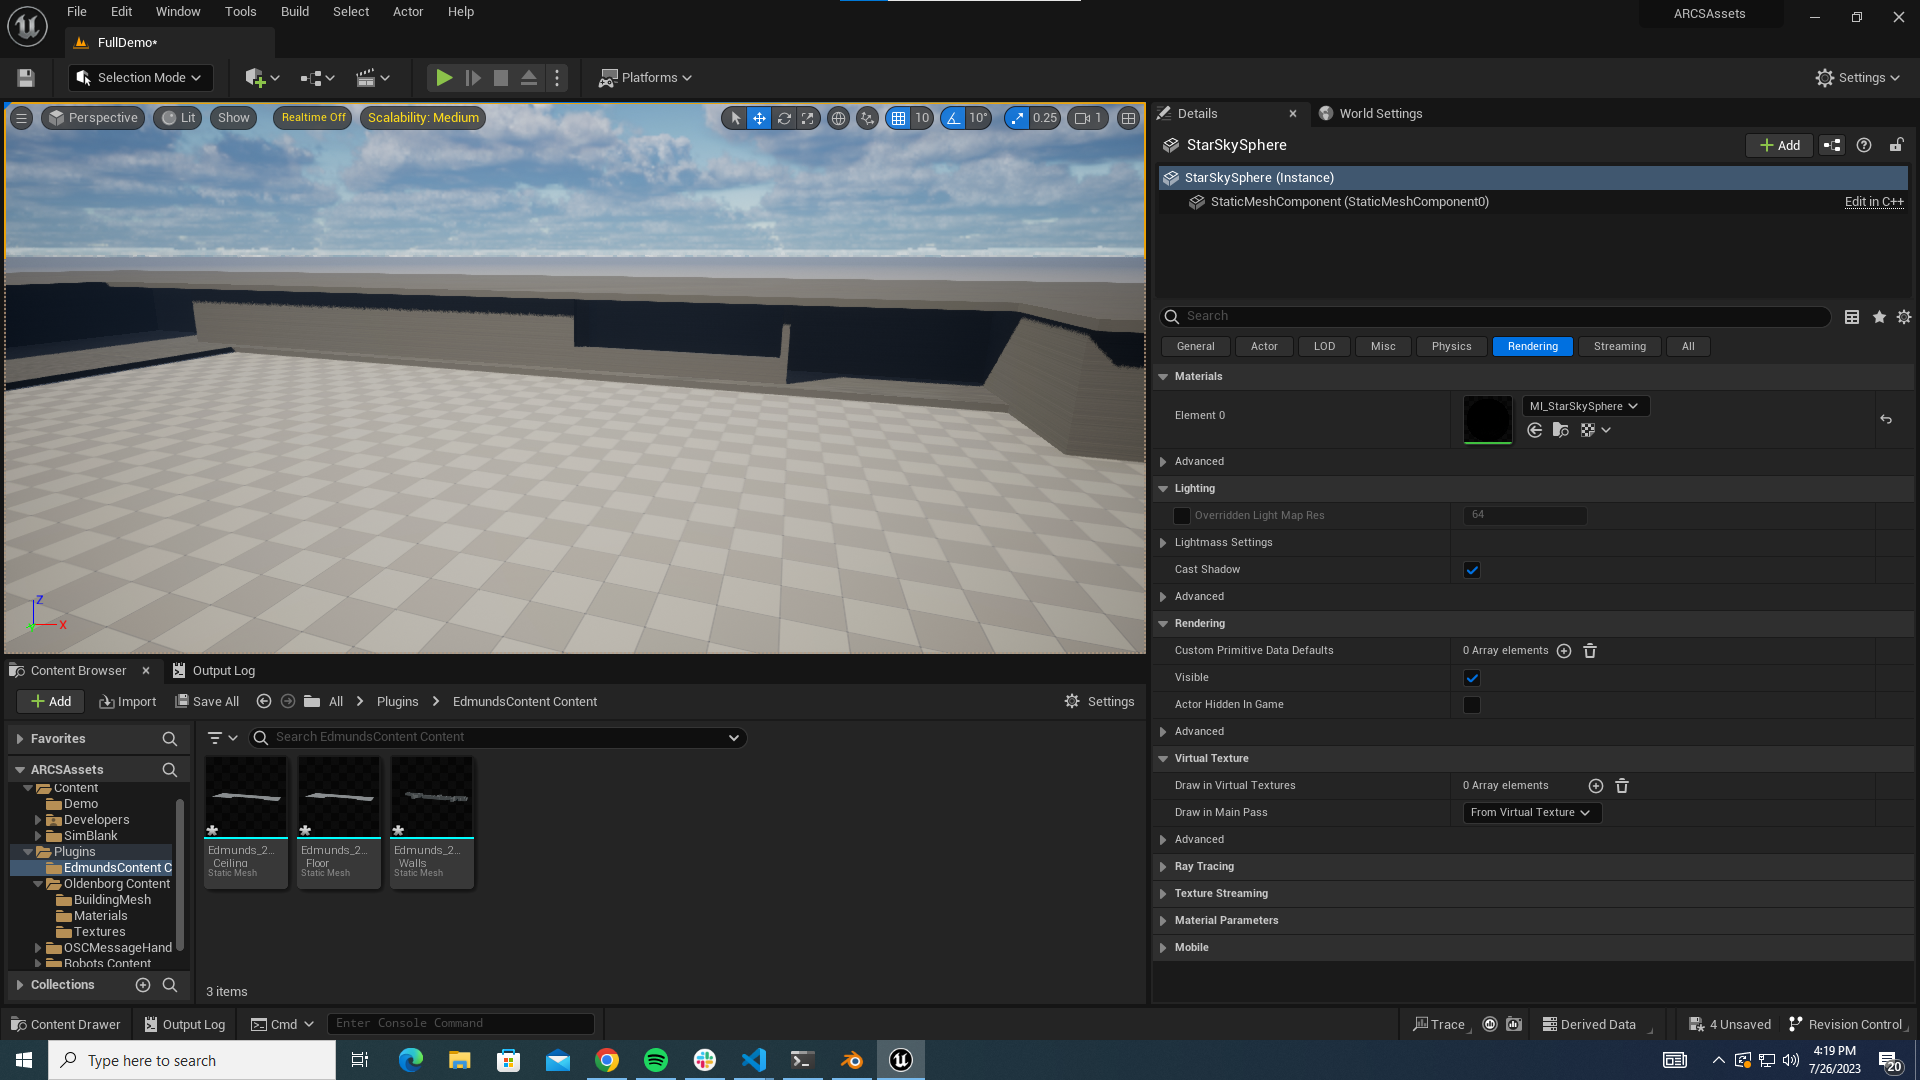 File Edit Window Tools Build Select Actor Help
ARCSAssets
FullDemo*
Selection Mode
Platforms
Settings
Perspective Lit Show Realtime Off Scalability: Medium
10 10° 0.25 1
Z
X
Details World Settings
StarSkySphere
Add
StarSkySphere (Instance)
StaticMeshComponent (StaticMeshComponent0) Edit in C++
Search
General Actor LOD Misc Physics Rendering Streaming All
Materials
Element 0
MI_StarSkySphere
Advanced
Lighting
Overridden Light Map Res 64
Lightmass Settings
Cast Shadow
Advanced
Rendering
Custom Primitive Data Defaults 0 Array elements
Visible
Actor Hidden In Game
Advanced
Virtual Texture
Draw in Virtual Textures 0 Array elements
Draw in Main Pass From Virtual Texture
Advanced
Ray Tracing
Texture Streaming
Material Parameters
Mobile
Content Browser Output Log
Add Import Save All All Plugins EdmundsContent Content Settings
Favorites
Search EdmundsContent Content
ARCSAssets
Content
Demo
Developers
SimBlank
Plugins
EdmundsContent C
Oldenborg Content
BuildingMesh
Materials
Textures
OSCMessageHand
Robots Content
Collections
Edmunds_2...
_Ceiling
Static Mesh
Edmunds_2...
_Floor
Static Mesh
Edmunds_2...
_Walls
Static Mesh
3 items
Content Drawer Output Log Cmd Enter Console Command
Trace Derived Data 4 Unsaved Revision Control
Type here to search
4:19 PM
7/26/2023
20